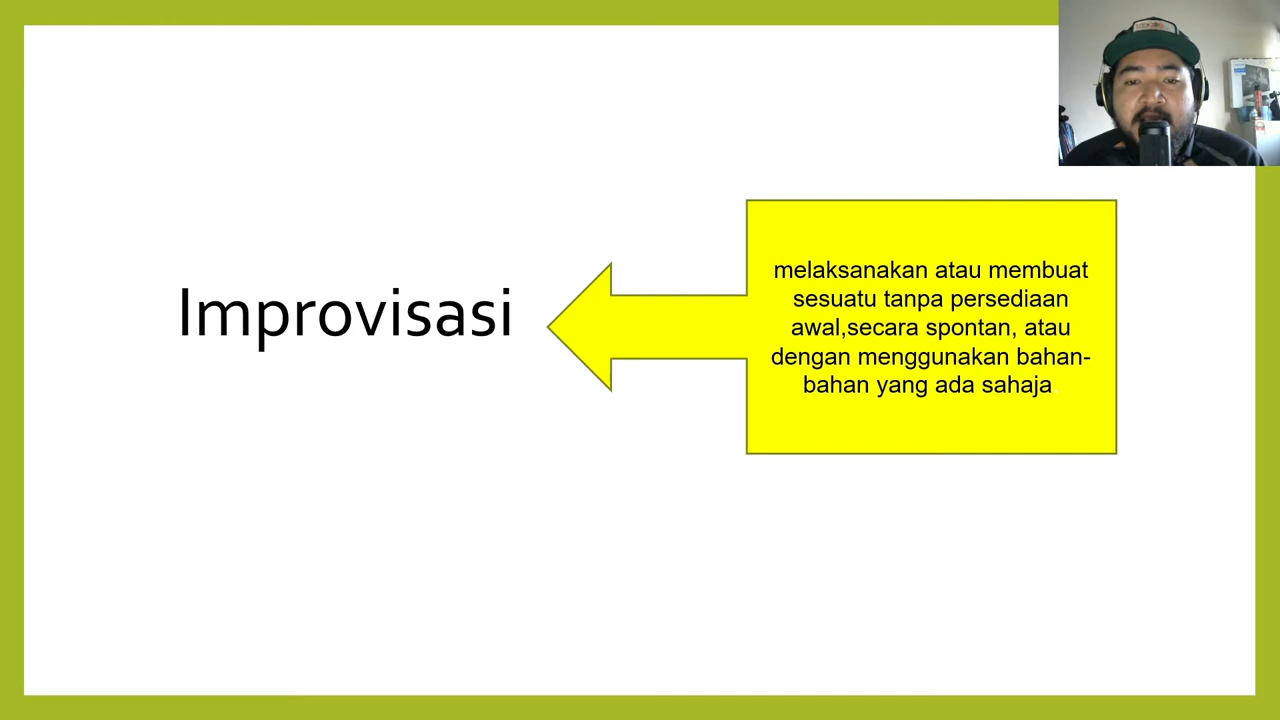 Improvisasi
melaksanakan atau membuat
sesuatu tanpa persediaan
awal,secara spontan, atau
dengan menggunakan bahan-
bahan yang ada sahaja.